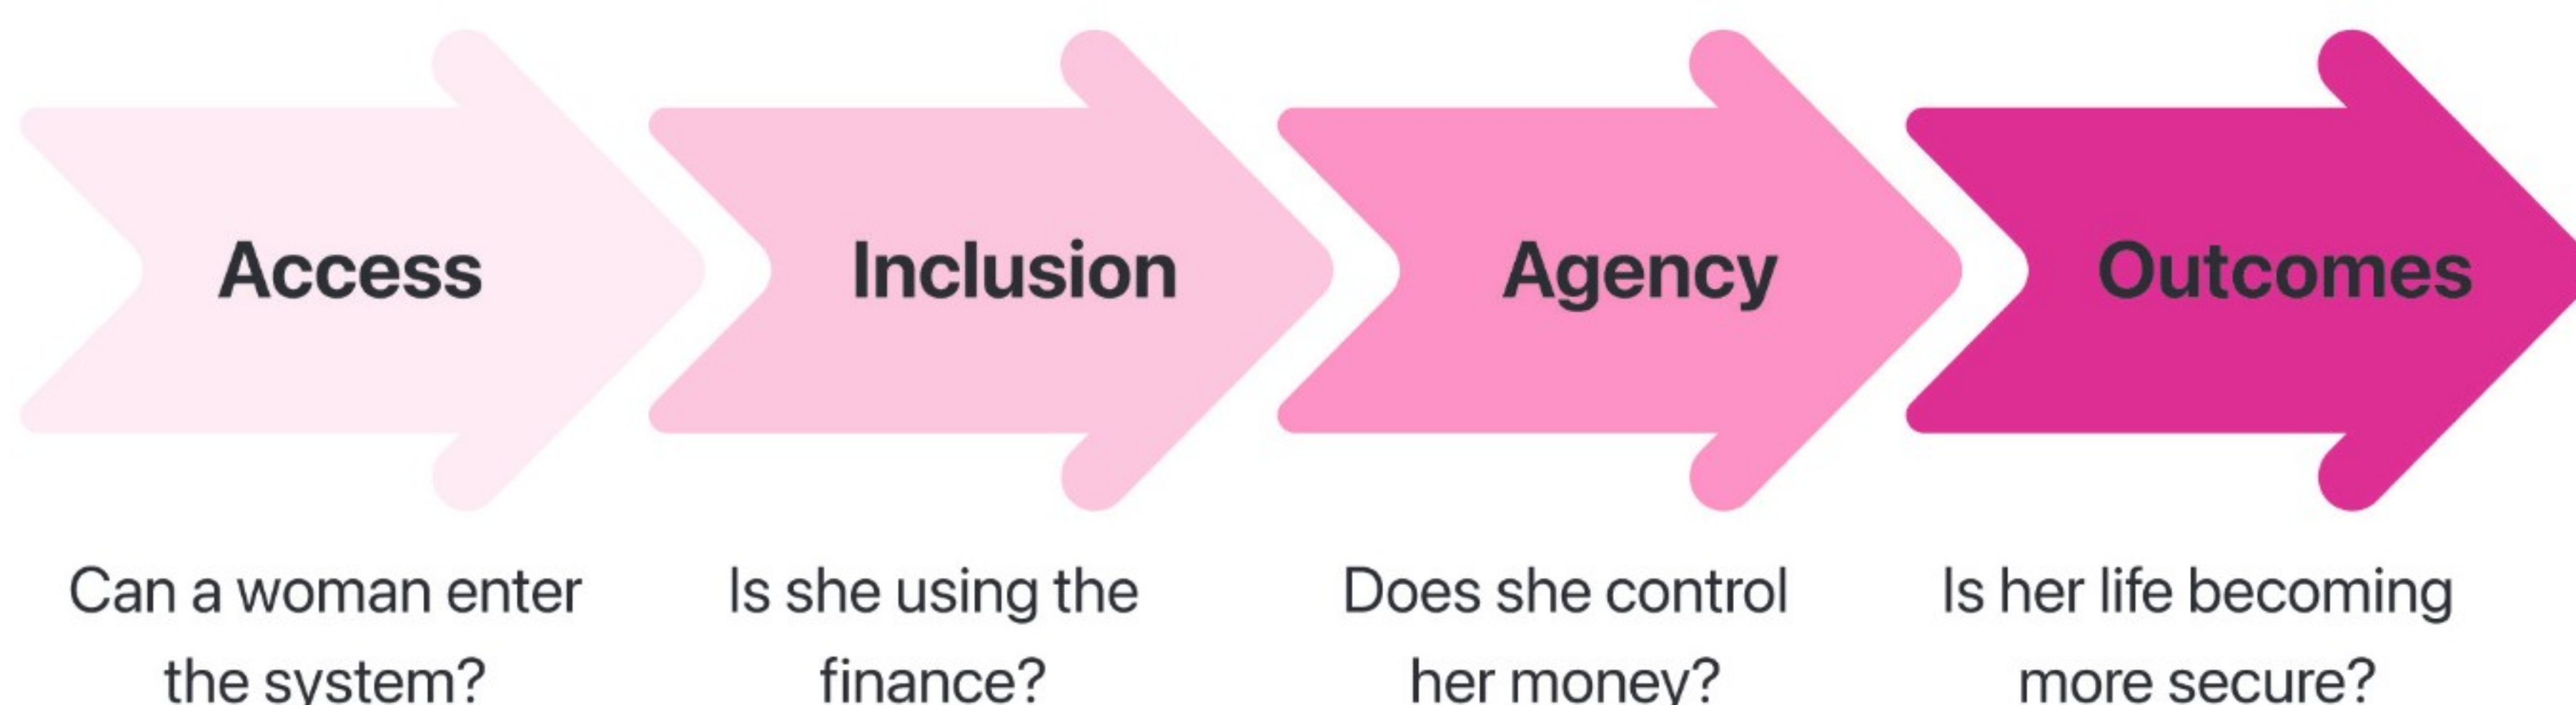 Access
Inclusion
Agency
Outcomes
Can a woman enter
the system?
Is she using the
finance?
Does she control
her money?
Is her life becoming
more secure?